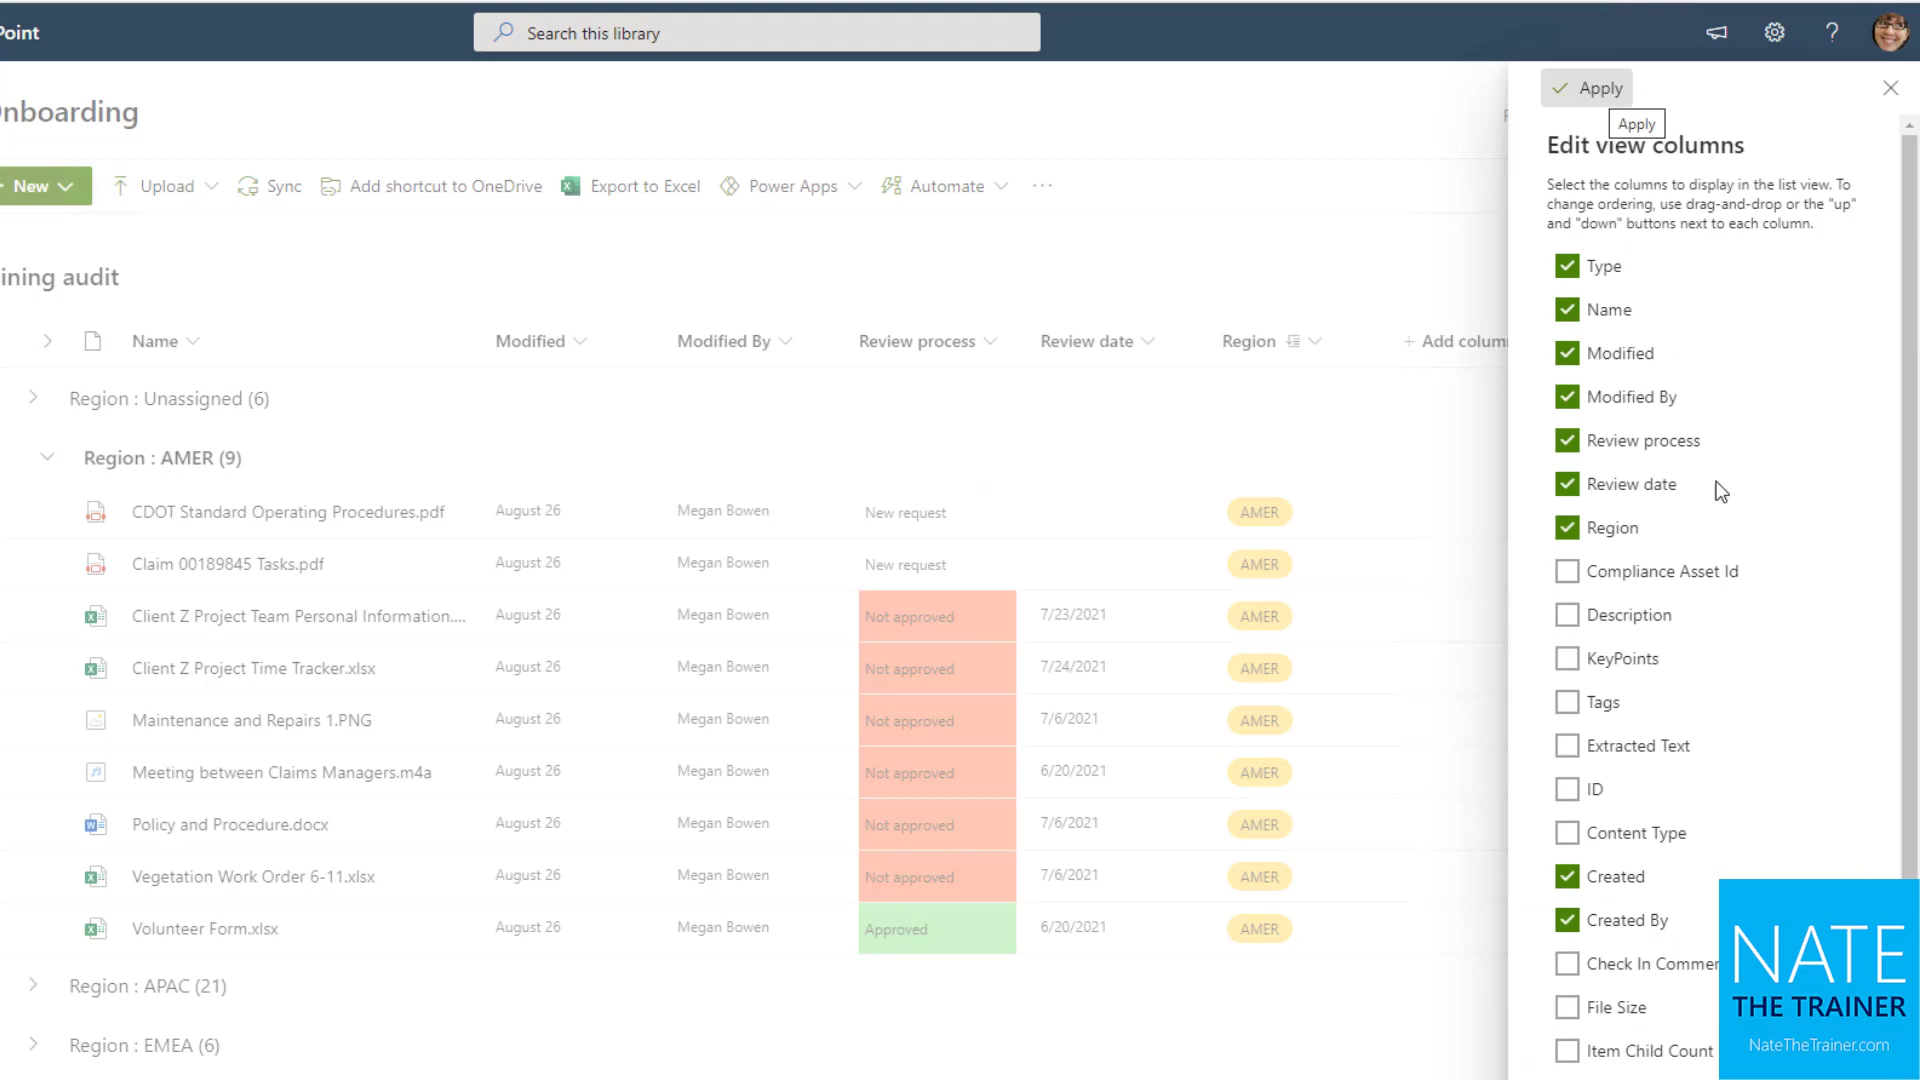 Point
Search this library
?
nboarding
New
Upload
Sync
Add shortcut to OneDrive
Export to Excel
Power Apps
Automate
...
ining audit
Name
Modified
Modified By
Review process
Review date
Region
+ Add colum
Region : Unassigned (6)
Region : AMER (9)
CDOT Standard Operating Procedures.pdf August 26 Megan Bowen New request AMER
Claim 00189845 Tasks.pdf August 26 Megan Bowen New request AMER
Client Z Project Team Personal Information.... August 26 Megan Bowen Not approved 7/23/2021 AMER
Client Z Project Time Tracker.xlsx August 26 Megan Bowen Not approved 7/24/2021 AMER
Maintenance and Repairs 1.PNG August 26 Megan Bowen Not approved 7/6/2021 AMER
Meeting between Claims Managers.m4a August 26 Megan Bowen Not approved 6/20/2021 AMER
Policy and Procedure.docx August 26 Megan Bowen Not approved 7/6/2021 AMER
Vegetation Work Order 6-11.xlsx August 26 Megan Bowen Not approved 7/6/2021 AMER
Volunteer Form.xlsx August 26 Megan Bowen Approved 6/20/2021 AMER
Region : APAC (21)
Region : EMEA (6)
Apply
Apply
Edit view columns
Select the columns to display in the list view. To
change ordering, use drag-and-drop or the "up"
and "down" buttons next to each column.
Type
Name
Modified
Modified By
Review process
Review date
Region
Compliance Asset Id
Description
KeyPoints
Tags
Extracted Text
ID
Content Type
Created
Created By
Check In Commen
File Size
Item Child Count
NATE
THE TRAINER
NateTheTrainer.com